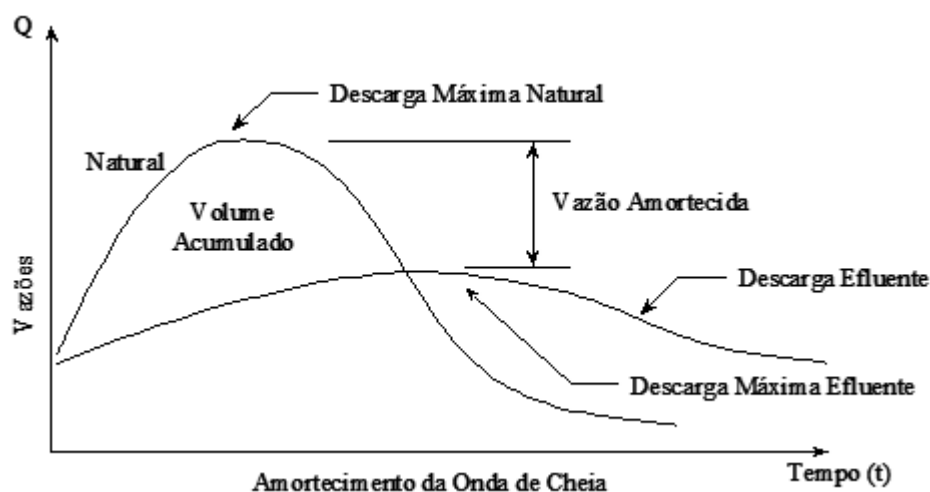 Q
Descarga Máxima Natural
Natural
Volume
Acumulado
Vazão Amortecida
Vazões
Descarga Efluente
Descarga Máxima Efluente
Tempo (t)
Amortecimento da Onda de Cheia